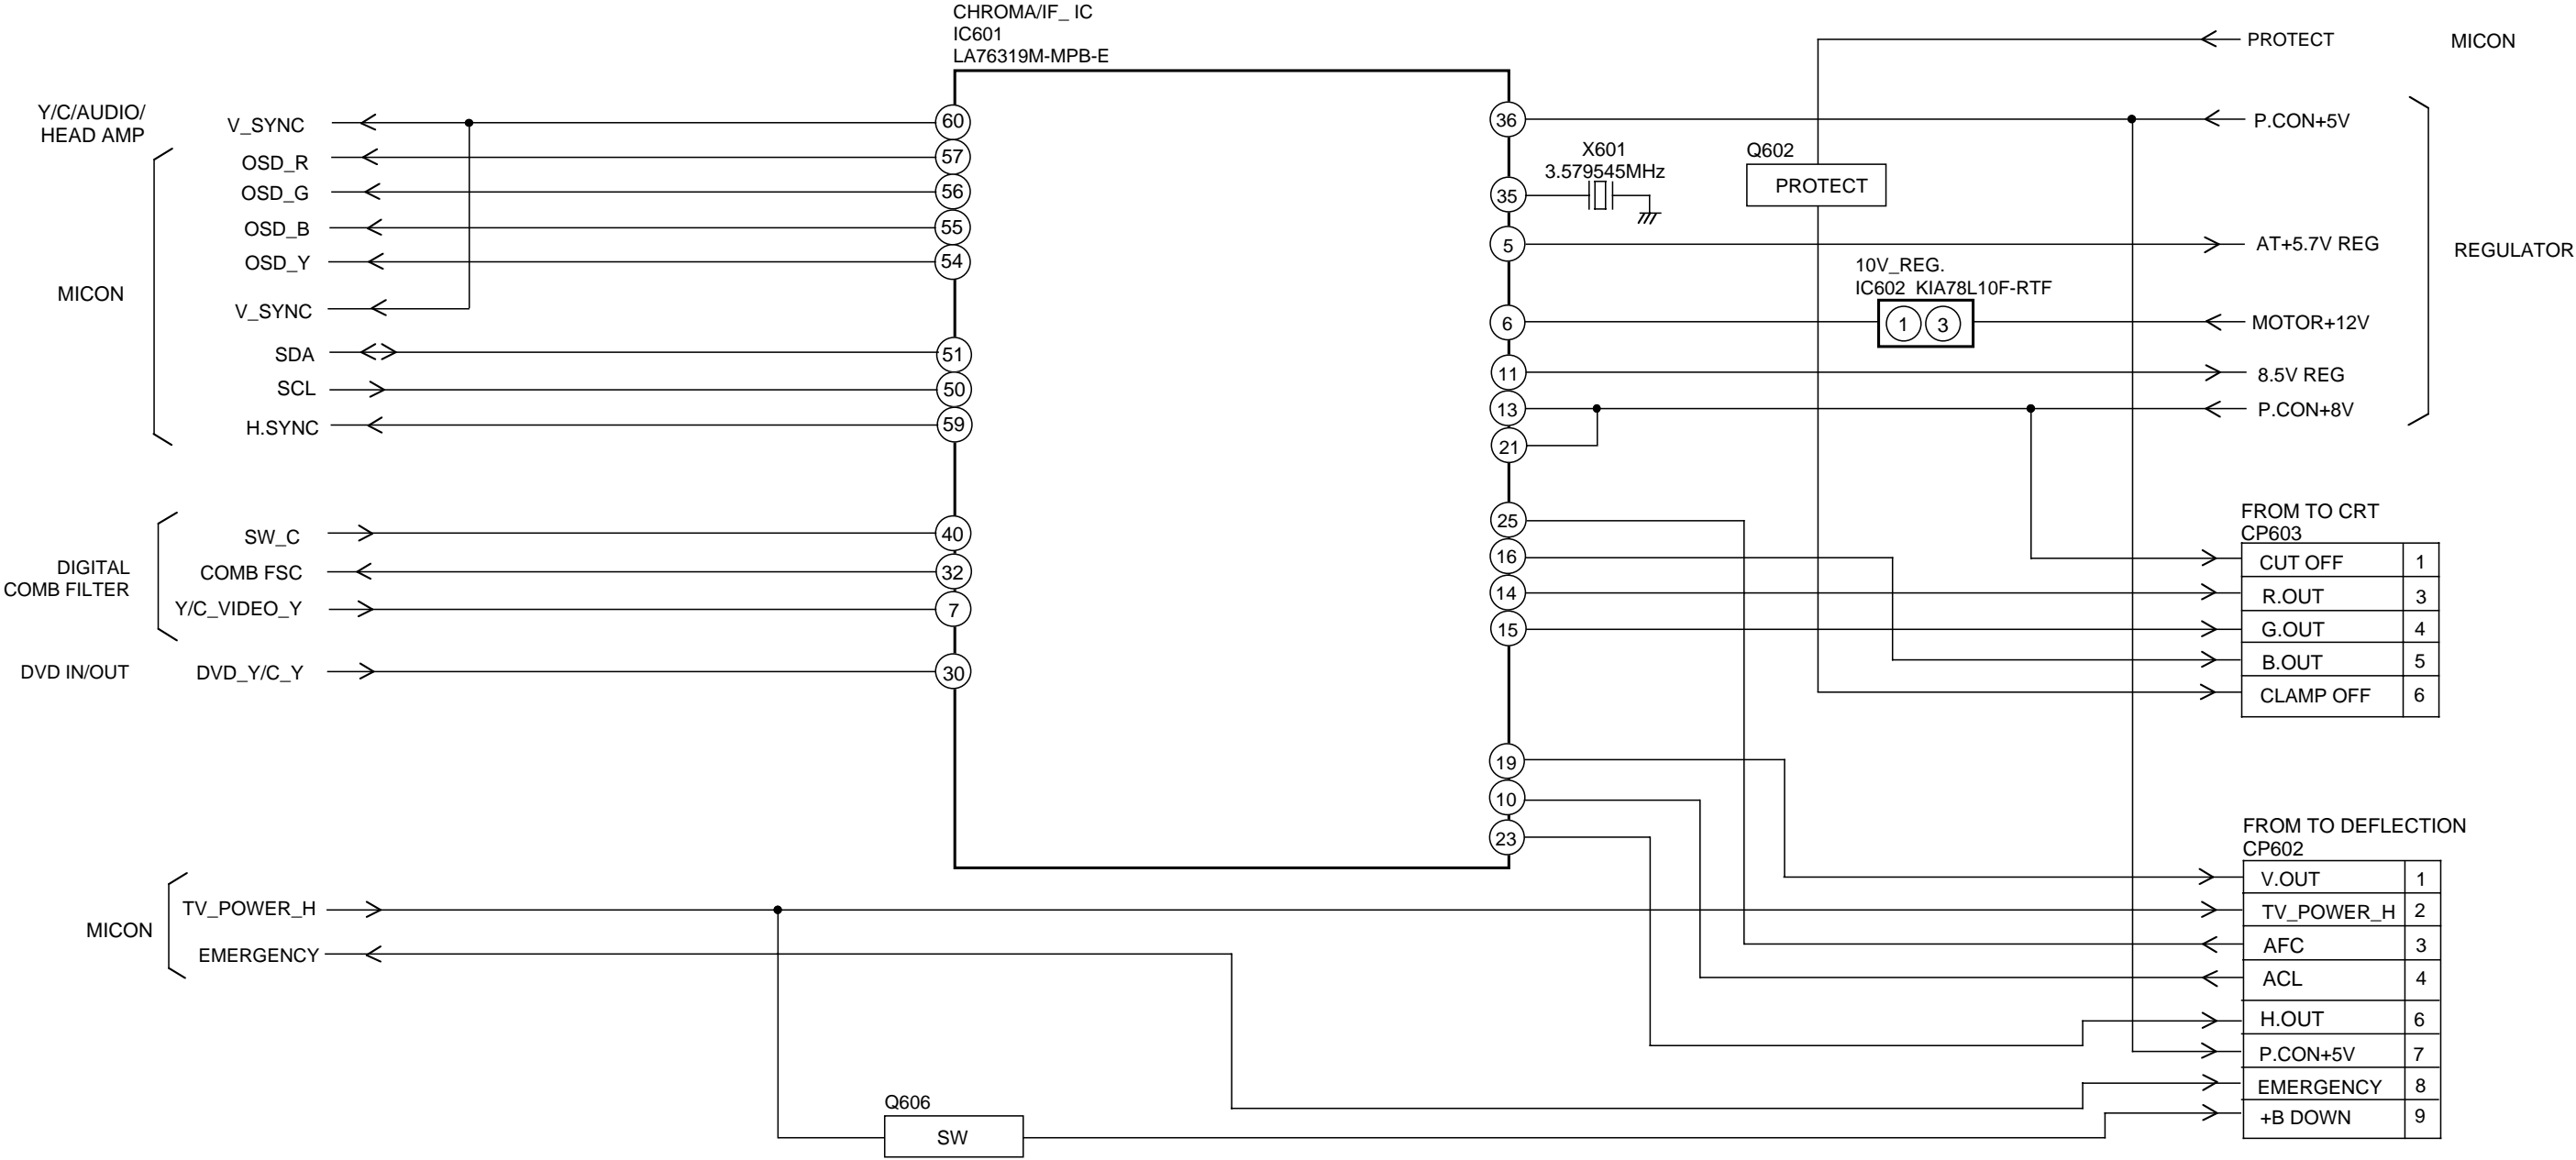 CHROMA/IF_ IC
IC601
LA76319M-MPB-E
Y/C/AUDIO/
HEAD AMP
V_SYNC
60
OSD_R
57
OSD_G
56
OSD_B
55
OSD_Y
54
MICON
V_SYNC
SDA
51
SCL
50
H.SYNC
59
DIGITAL
COMB FILTER
SW_C
40
COMB FSC
32
Y/C_VIDEO_Y
7
DVD IN/OUT
DVD_Y/C_Y
30
MICON
TV_POWER_H
EMERGENCY
Q606
SW
PROTECT
MICON
36
P.CON+5V
X601
3.579545MHz
35
Q602
PROTECT
5
AT+5.7V REG
REGULATOR
10V_REG.
IC602 KIA78L10F-RTF
6
1
3
MOTOR+12V
11
8.5V REG
13
P.CON+8V
21
25
16
14
15
19
10
23
FROM TO CRT
CP603
CUT OFF 1
R.OUT 3
G.OUT 4
B.OUT 5
CLAMP OFF 6
FROM TO DEFLECTION
CP602
V.OUT 1
TV_POWER_H 2
AFC 3
ACL 4
H.OUT 6
P.CON+5V 7
EMERGENCY 8
+B DOWN 9